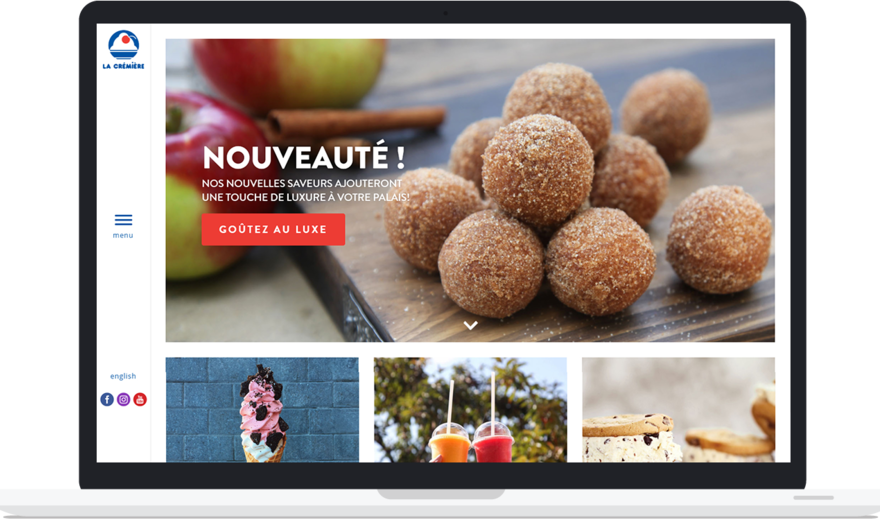 LA CRÉMIÈRE
menu
english
NOUVEAUTÉ !
NOS NOUVELLES SAVEURS AJOUTERONT
UNE TOUCHE DE LUXURE À VOTRE PALAIS!
GOÛTEZ AU LUXE